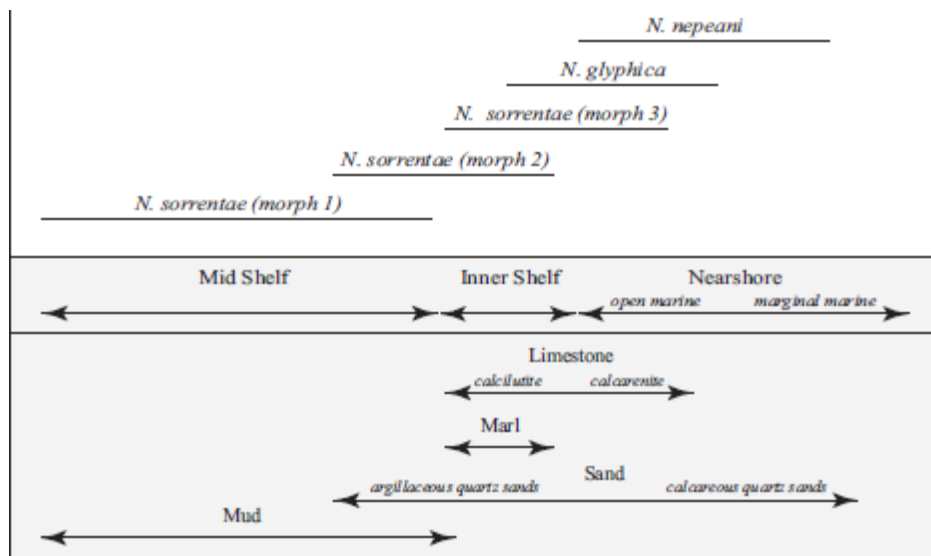 N. nepeani
N. glyphica
N. sorrentae (morph 3)
N. sorrentae (morph 2)
N. sorrentae (morph 1)
Mid Shelf Inner Shelf Nearshore
open marine marginal marine
Limestone
calcilutite calcarenite
Marl
Sand
argillaceous quartz sands calcareous quartz sands
Mud